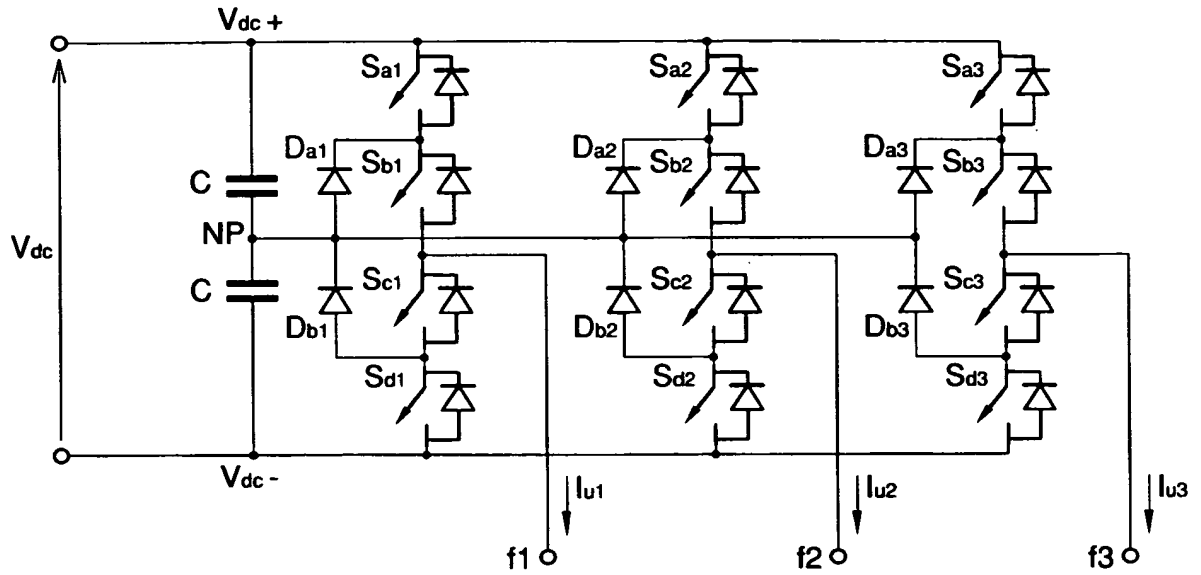 Vdc +
Sa1
Sa2
Sa3
Da1
Sb1
Da2
Sb2
Da3
Sb3
C
NP
Vdc
C
Sc1
Sc2
Sc3
Db1
Db2
Db3
Sd1
Sd2
Sd3
Vdc -
Iu1
Iu2
Iu3
f1
f2
f3